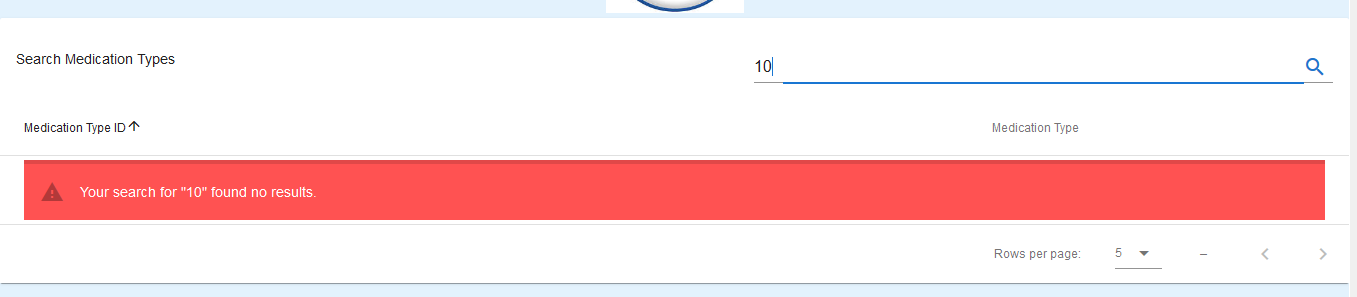 Search Medication Types
10
Medication Type ID
Medication Type
Your search for "10" found no results.
Rows per page: 5 –